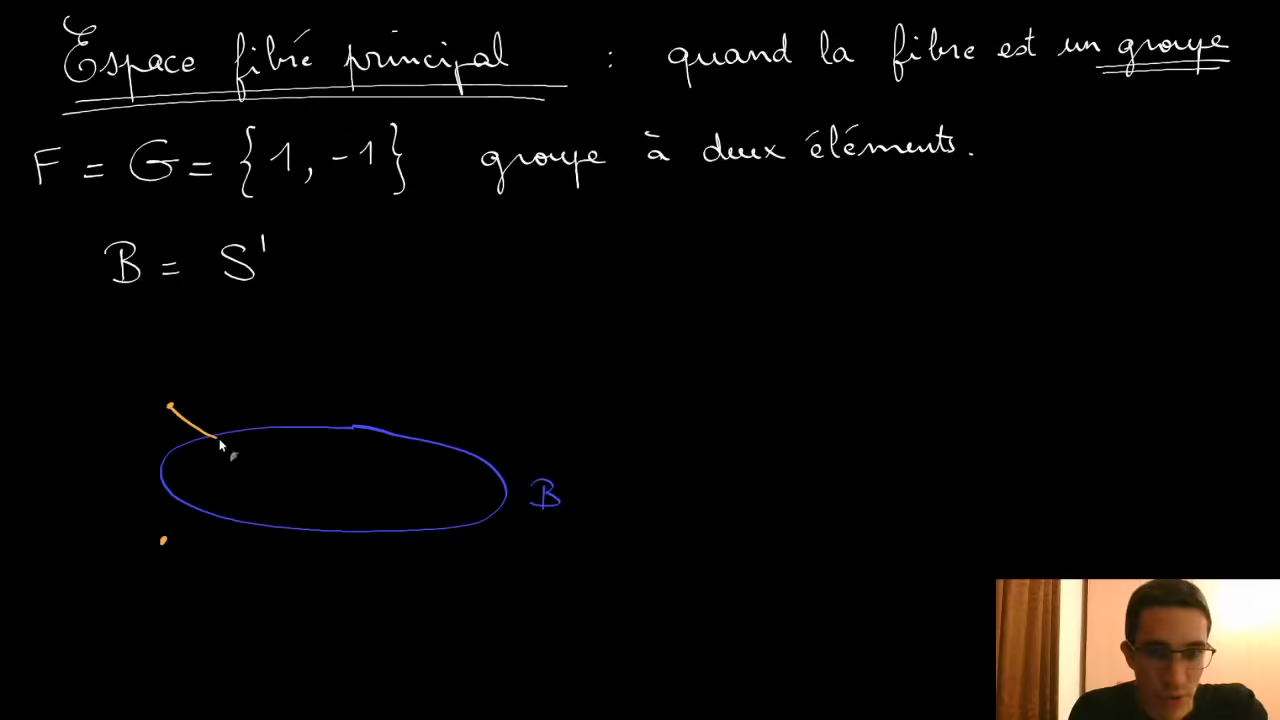 Espace fibré principal : quand la fibre est un groupe
F = G = {1, -1} groupe à deux éléments.
B = S¹
B